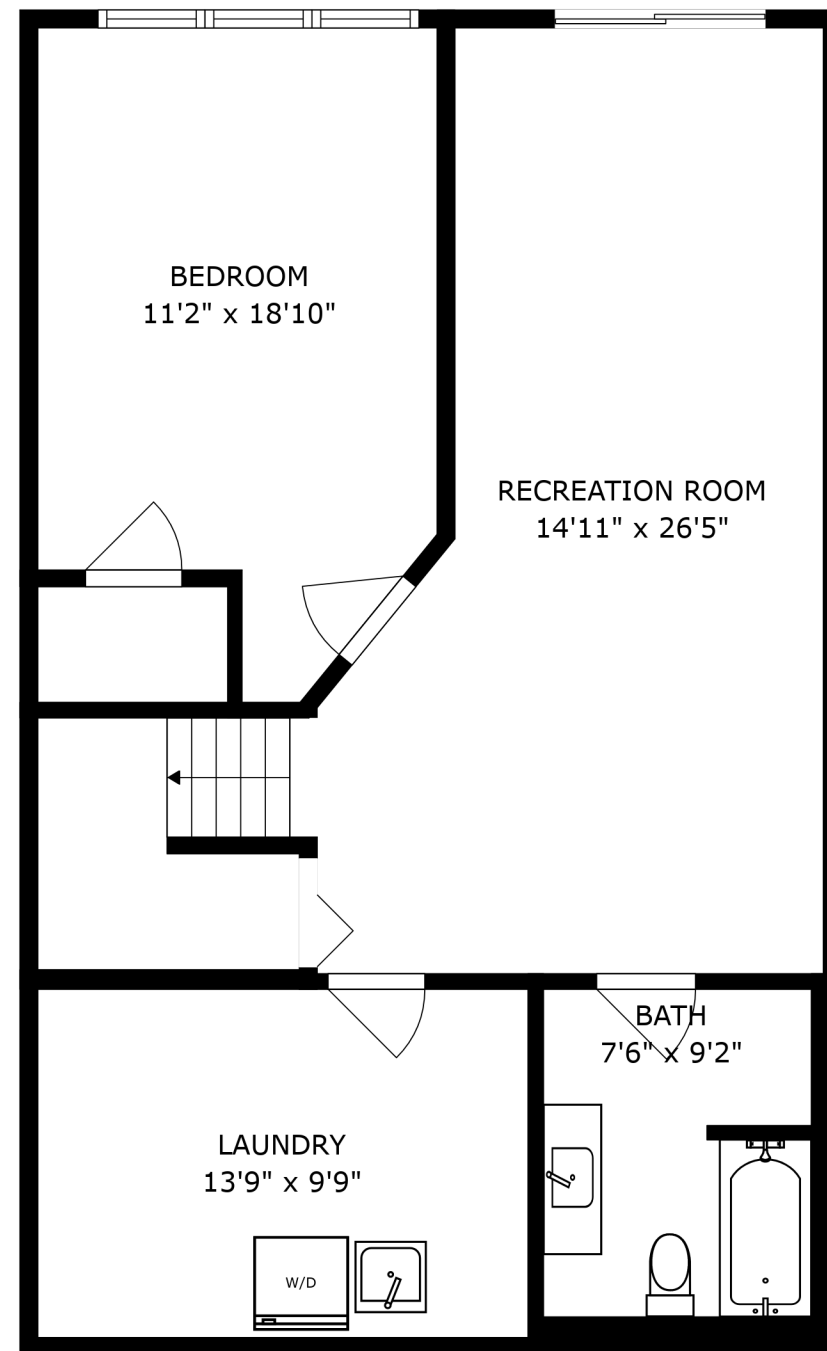 BEDROOM
11'2" x 18'10"
RECREATION ROOM
14'11" x 26'5"
BATH
7'6" x 9'2"
LAUNDRY
13'9" x 9'9"
W/D